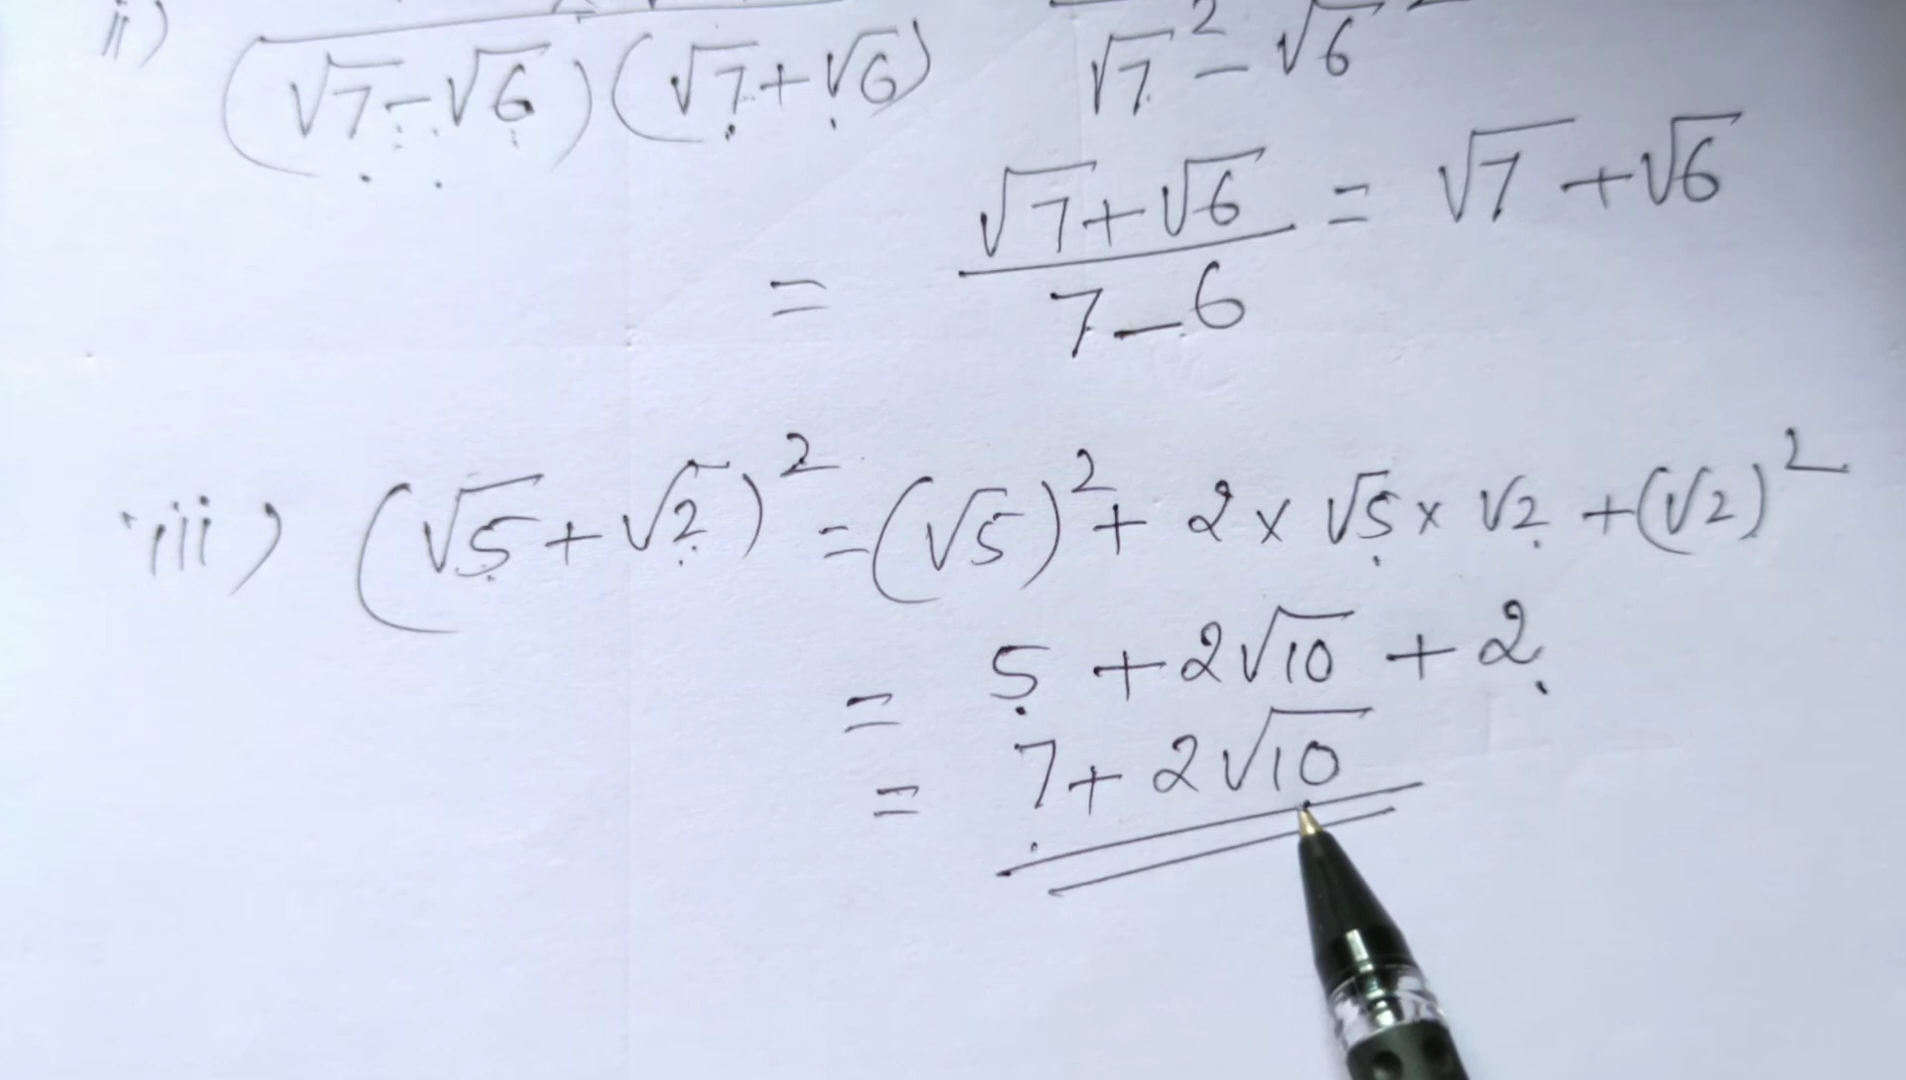 ii) (√7-√6)(√7+√6) √7² - √6²
= (√7+√6)/(7-6) = √7+√6
iii) (√5+√2)² = (√5)² + 2 × √5 × √2 + (√2)²
= 5 + 2√10 + 2
= 7 + 2√10